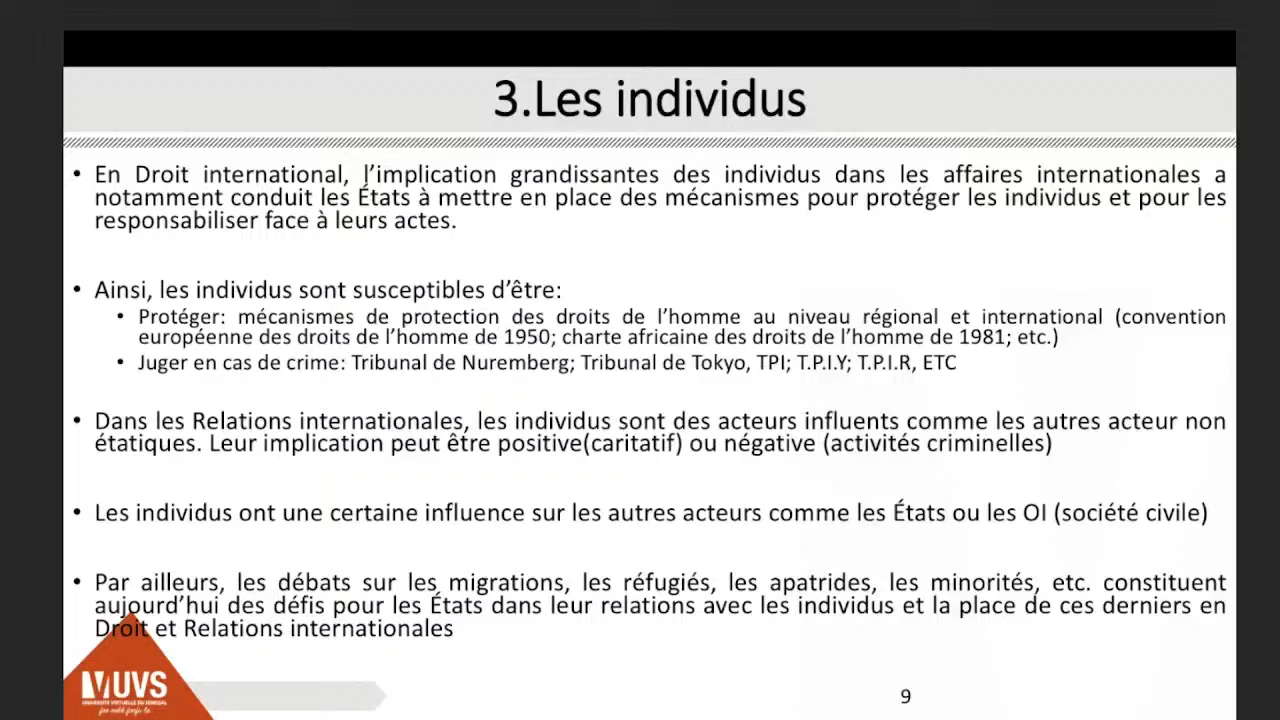 3.Les individus
• En Droit international, l’implication grandissantes des individus dans les affaires internationales a
notamment conduit les États à mettre en place des mécanismes pour protéger les individus et pour les
responsabiliser face à leurs actes.
• Ainsi, les individus sont susceptibles d’être:
• Protéger: mécanismes de protection des droits de l’homme au niveau régional et international (convention
européenne des droits de l’homme de 1950; charte africaine des droits de l’homme de 1981; etc.)
• Juger en cas de crime: Tribunal de Nuremberg; Tribunal de Tokyo, TPI; T.P.I.Y; T.P.I.R, ETC
• Dans les Relations internationales, les individus sont des acteurs influents comme les autres acteur non
étatiques. Leur implication peut être positive(caritatif) ou négative (activités criminelles)
• Les individus ont une certaine influence sur les autres acteurs comme les États ou les OI (société civile)
• Par ailleurs, les débats sur les migrations, les réfugiés, les apatrides, les minorités, etc. constituent
aujourd’hui des défis pour les États dans leur relations avec les individus et la place de ces derniers en
Droit et Relations internationales
UVS
UNIVERSITÉ VIRTUELLE DU SÉNÉGAL
9